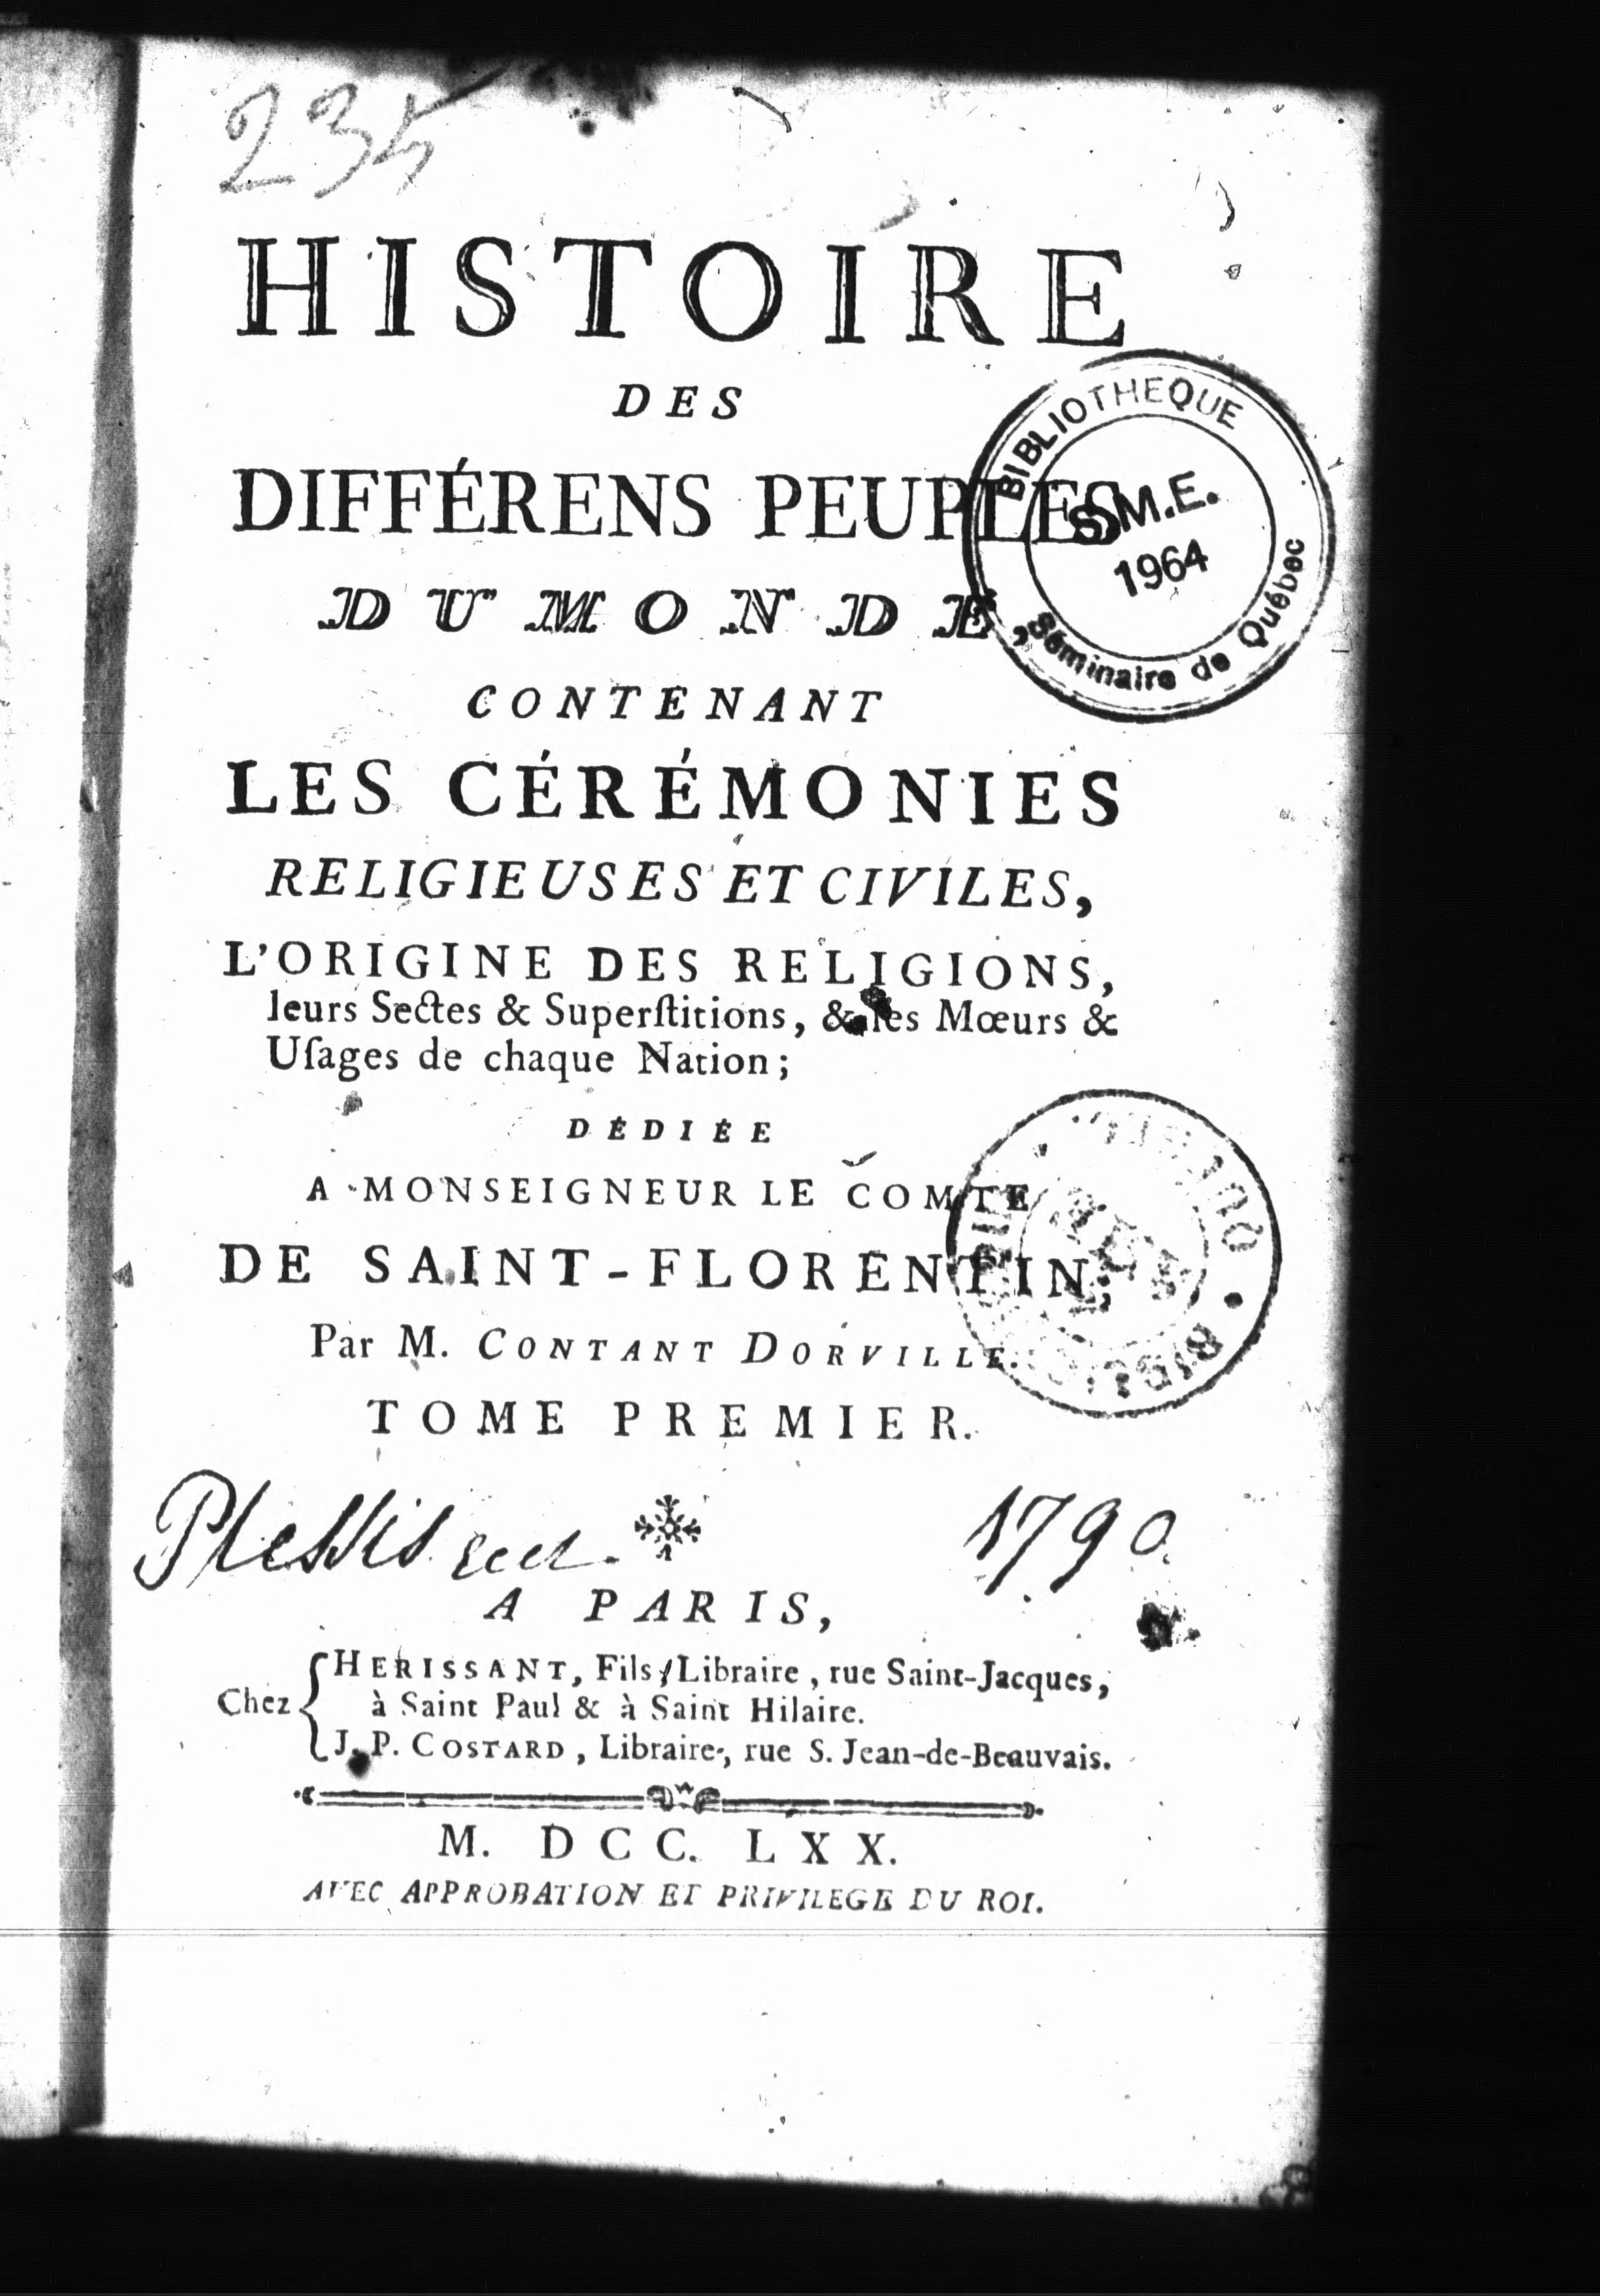 235
HISTOIRE
DES
DIFFÉRENS PEUPLES
DU MONDE,
BIBLIOTHEQUE
S.M.E.
1964
Séminaire de Québec
CONTENANT
LES CÉRÉMONIES
RELIGIEUSES ET CIVILES,
L'ORIGINE DES RELIGIONS,
leurs Sectes & Superſtitions, & les Mœurs &
Uſages de chaque Nation;
DÉDIÉE
A MONSEIGNEUR LE COMTE
DE SAINT-FLORENTIN;
Par M. CONTANT DORVILLE.
TOME PREMIER.
Plessis 1790
A PARIS,
Chez HERISSANT, Fils, Libraire, rue Saint-Jacques,
à Saint Paul & à Saint Hilaire.
J. P. COSTARD, Libraire, rue S. Jean-de-Beauvais.
M. DCC. LXX.
AVEC APPROBATION ET PRIVILEGE DU ROI.